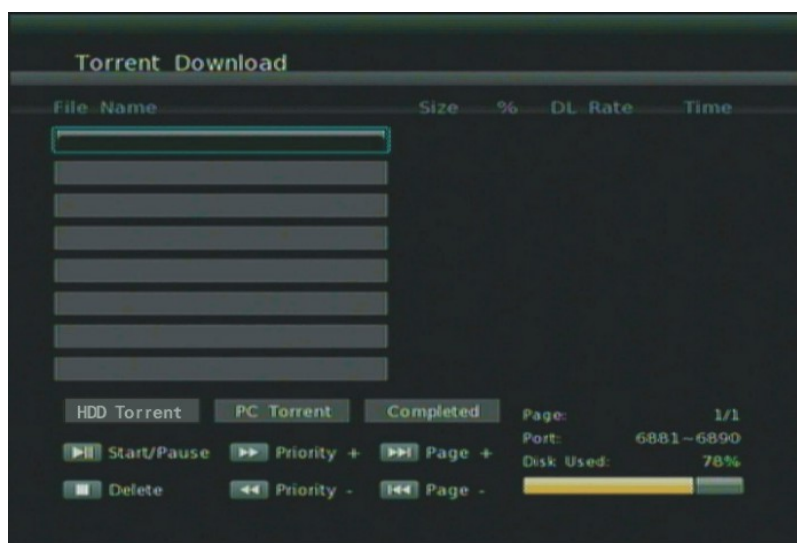 Torrent Download
File Name Size % DL Rate Time
HDD Torrent PC Torrent Completed
Page: 1/1
Start/Pause Priority + Page +
Port: 6881~6890
Disk Used: 78%
Delete Priority - Page -